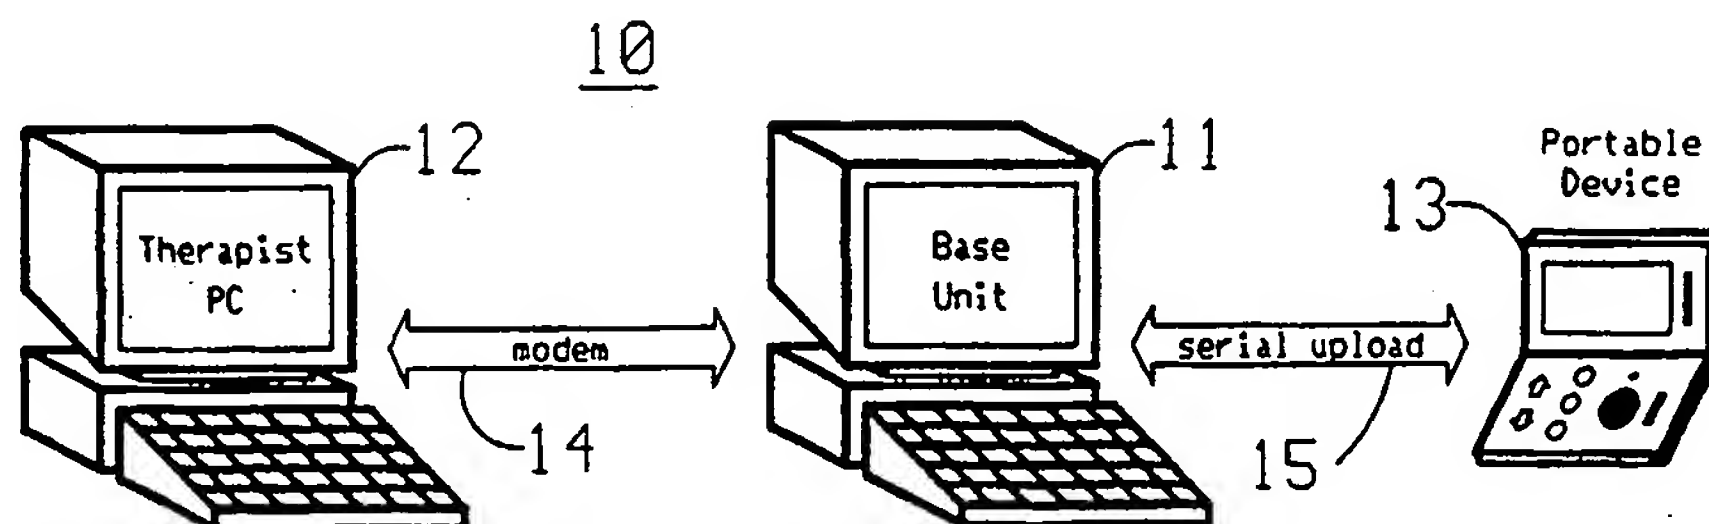 10
12
11
Portable
Device
13
Therapist
PC
Base
Unit
modem
serial upload
14
15